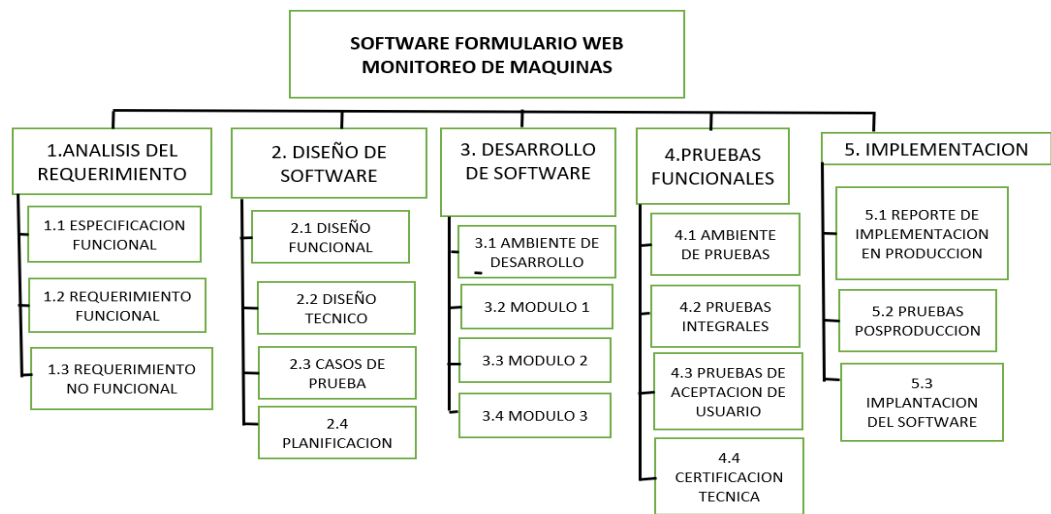 SOFTWARE FORMULARIO WEB
MONITOREO DE MAQUINAS
1.ANALISIS DEL
REQUERIMIENTO
1.1 ESPECIFICACION
FUNCIONAL
1.2 REQUERIMIENTO
FUNCIONAL
1.3 REQUERIMIENTO
NO FUNCIONAL
2. DISEÑO DE
SOFTWARE
2.1 DISEÑO
FUNCIONAL
2.2 DISEÑO
TECNICO
2.3 CASOS DE
PRUEBA
2.4
PLANIFICACION
3. DESARROLLO
DE SOFTWARE
3.1 AMBIENTE DE
DESARROLLO
3.2 MODULO 1
3.3 MODULO 2
3.4 MODULO 3
4.PRUEBAS
FUNCIONALES
4.1 AMBIENTE
DE PRUEBAS
4.2 PRUEBAS
INTEGRALES
4.3 PRUEBAS DE
ACEPTACION DE
USUARIO
4.4
CERTIFICACION
TECNICA
5. IMPLEMENTACION
5.1 REPORTE DE
IMPLEMENTACION
EN PRODUCCION
5.2 PRUEBAS
POSPRODUCCION
5.3
IMPLANTACION
DEL SOFTWARE